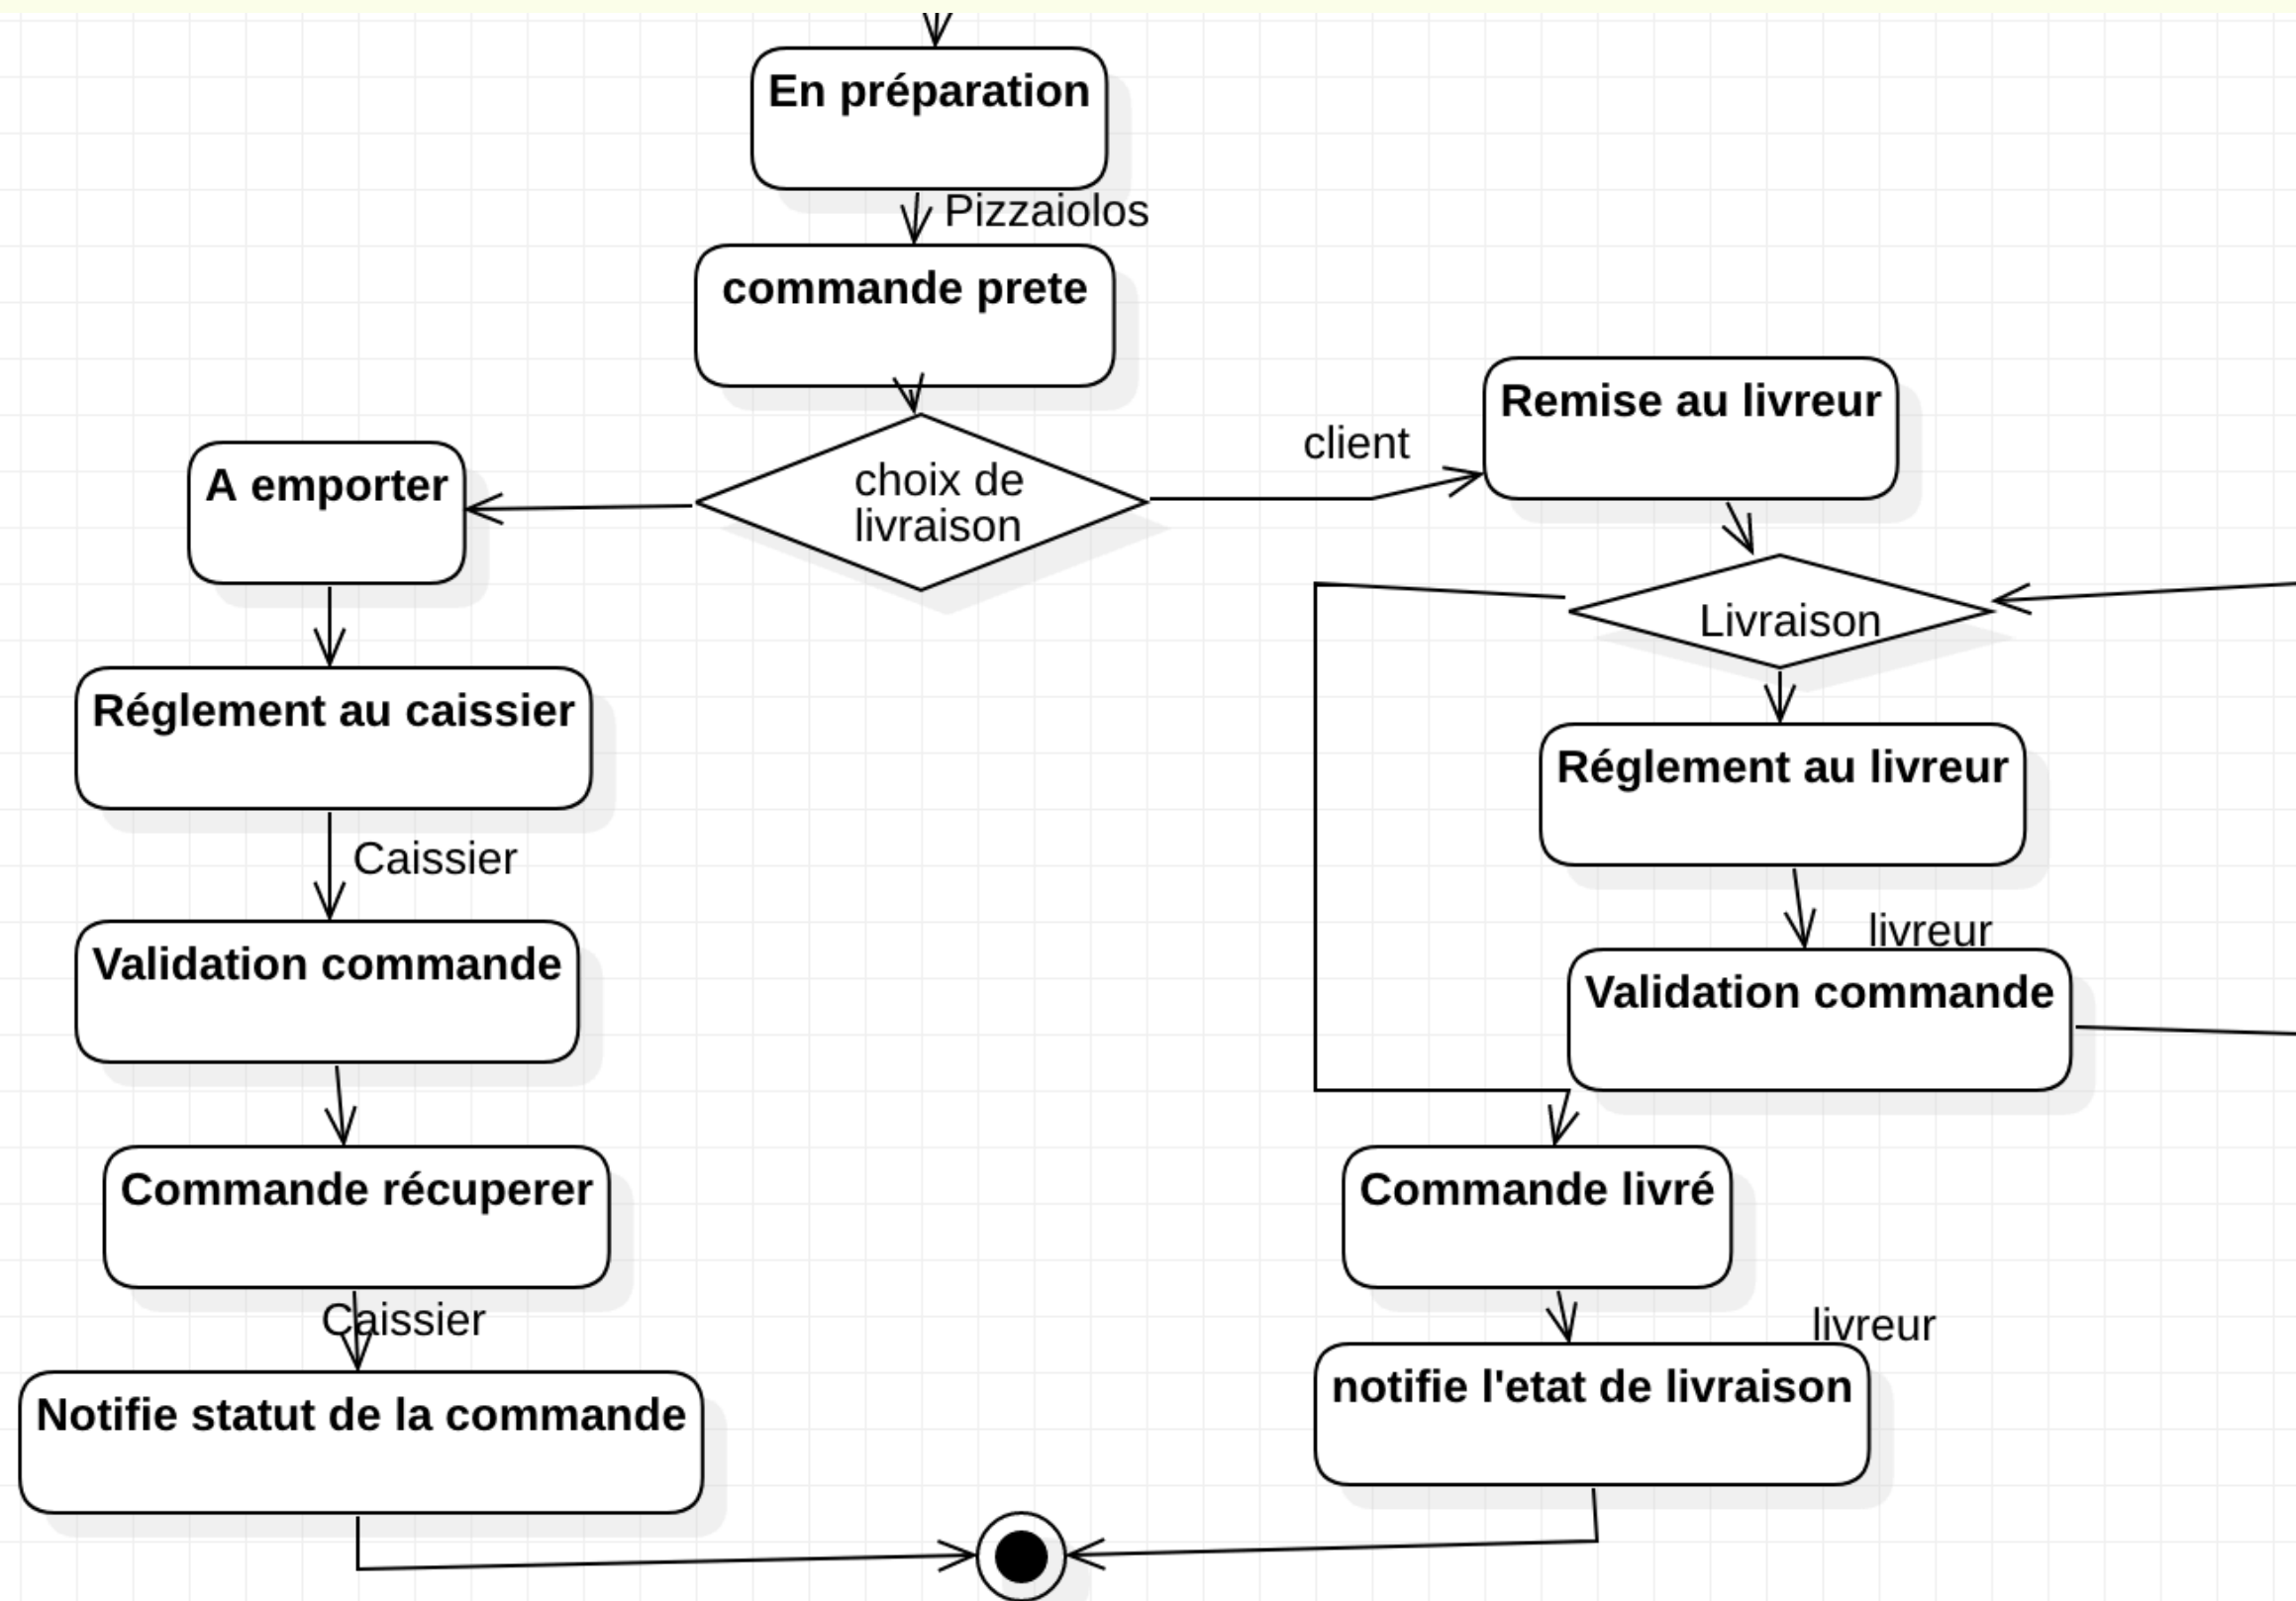 En préparation
Pizzaiolos
commande prete
Remise au livreur
client
A emporter
choix de
livraison
Livraison
Réglement au caissier
Réglement au livreur
Caissier
livreur
Validation commande
Validation commande
Commande récuperer
Commande livré
Caissier
livreur
notifie l'etat de livraison
Notifie statut de la commande